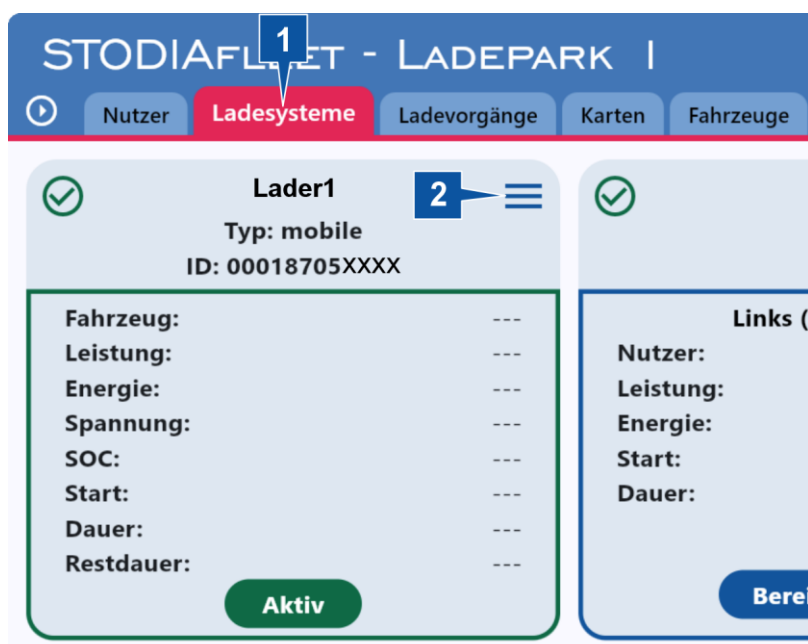 STODIAFLEET - LADEPARK I
1
Nutzer Ladesysteme Ladevorgänge Karten Fahrzeuge
Lader1
2
Typ: mobile
ID: 00018705XXXX
Fahrzeug: ---
Leistung: ---
Energie: ---
Spannung: ---
SOC: ---
Start: ---
Dauer: ---
Restdauer: ---
Aktiv
Links (
Nutzer:
Leistung:
Energie:
Start:
Dauer:
Berei